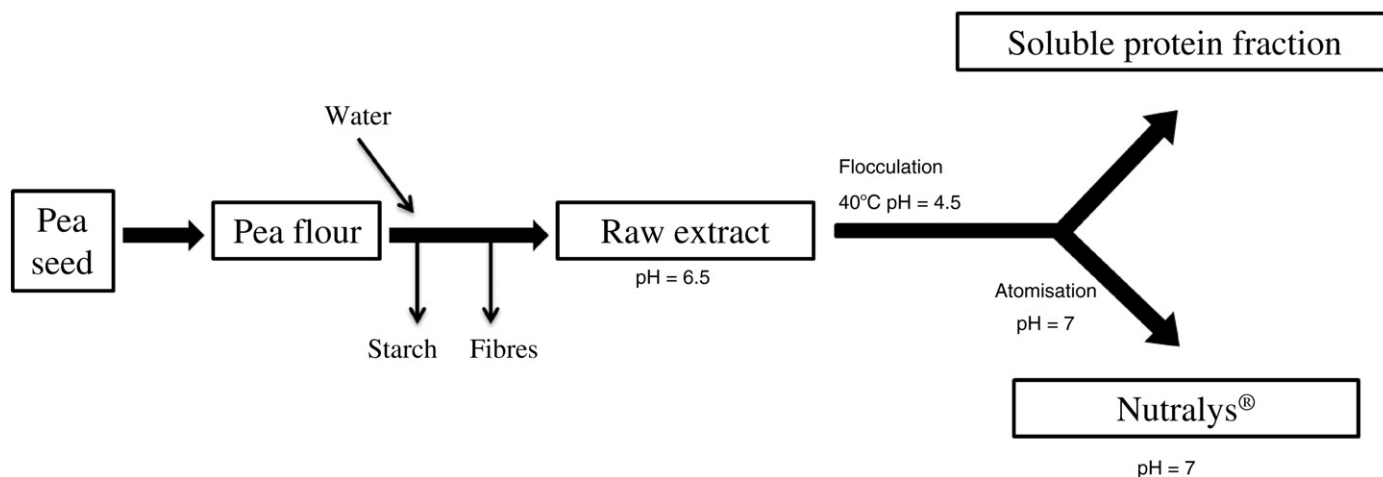 Soluble protein fraction
Water
Flocculation
40°C pH = 4.5
Pea
seed
Pea flour
Raw extract
pH = 6.5
Atomisation
pH = 7
Starch
Fibres
Nutralys®
pH = 7